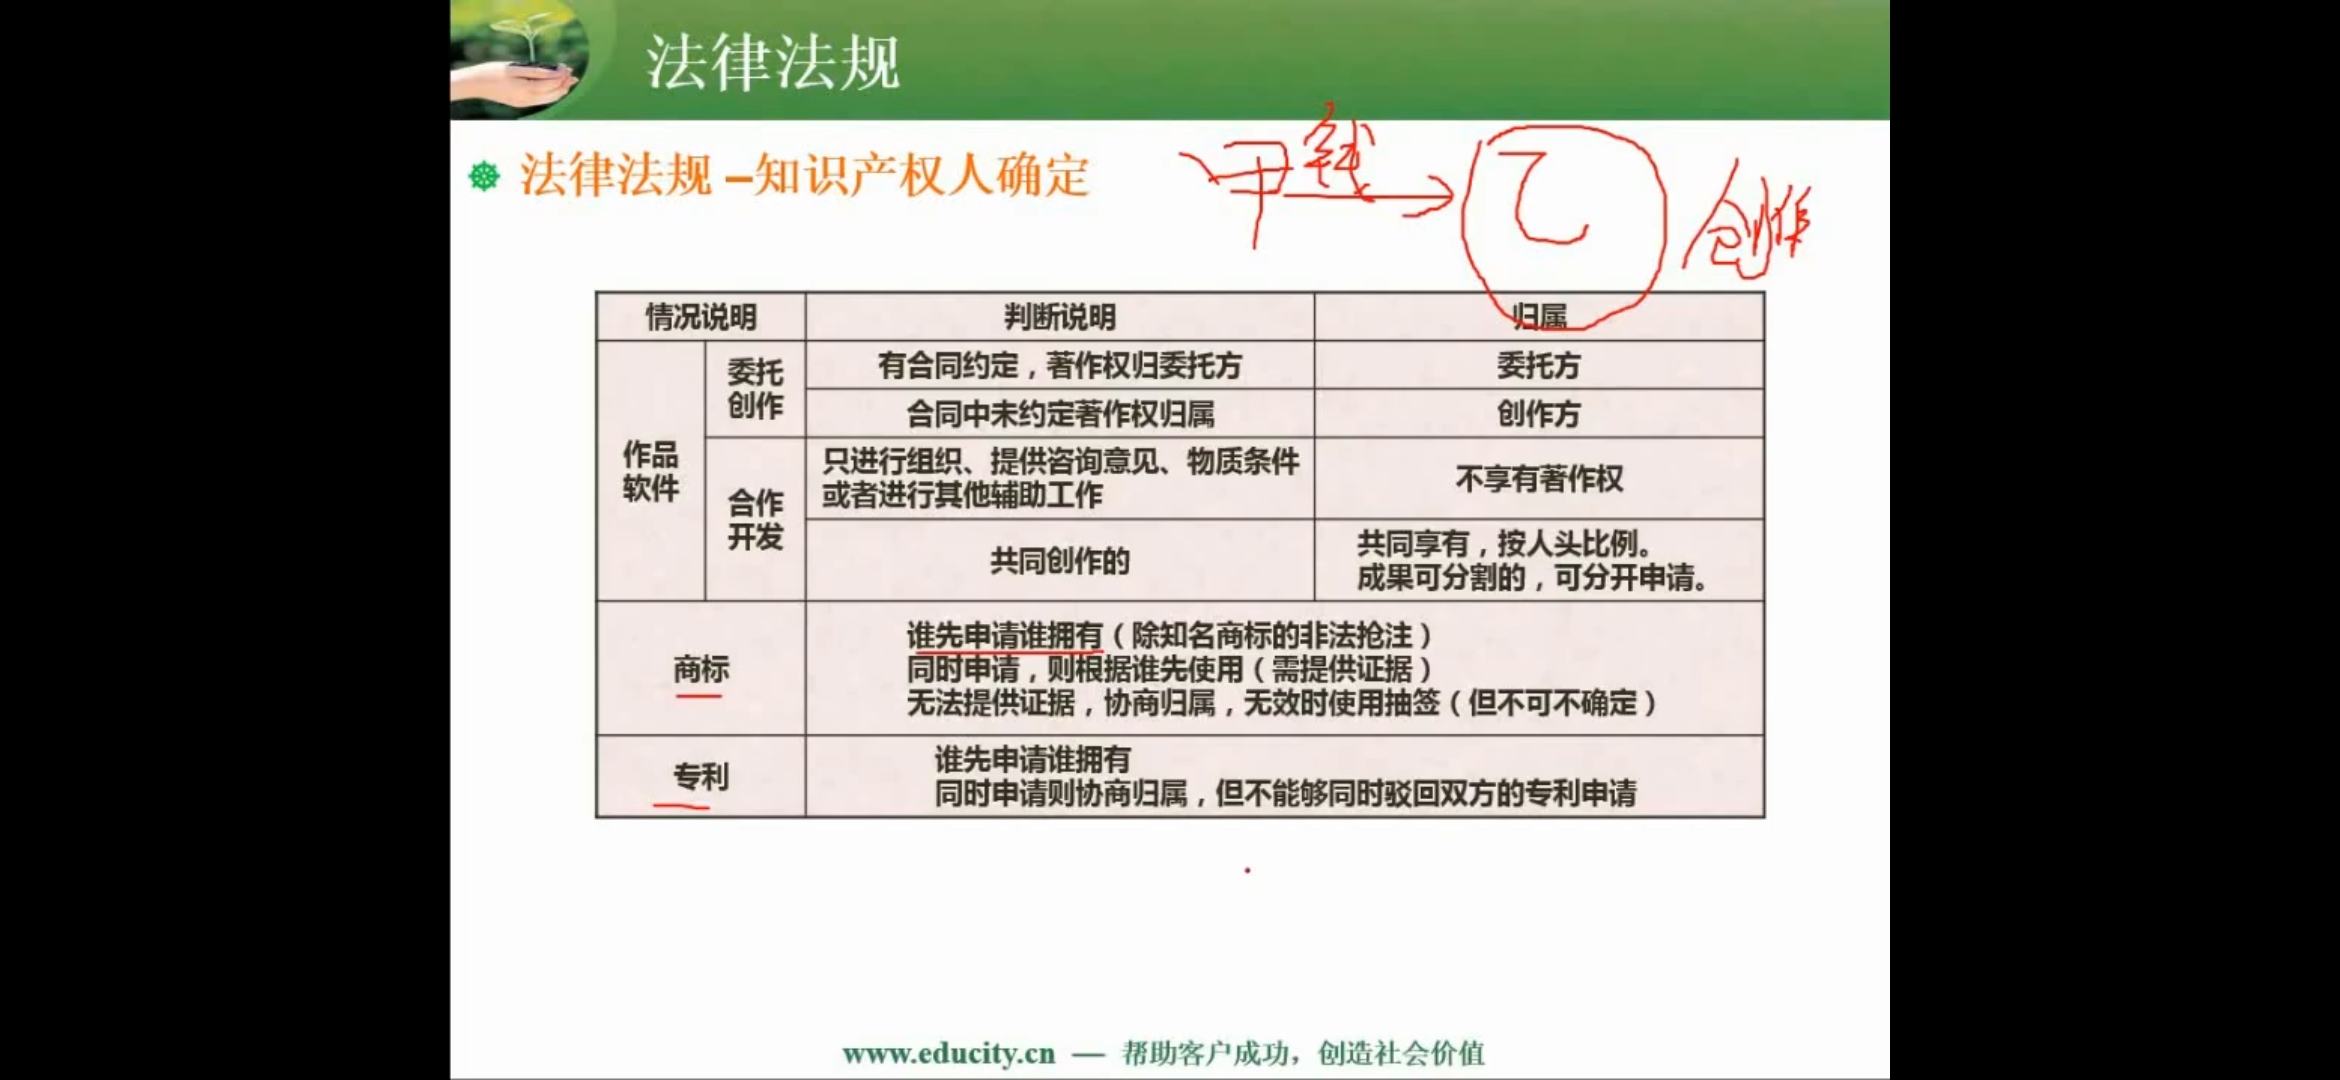 法律法规
法律法规 –知识产权人确定
甲 钱
乙
创作
情况说明 判断说明 归属
作品
软件
委托
创作
有合同约定，著作权归委托方 委托方
合同中未约定著作权归属 创作方
合作
开发
只进行组织、提供咨询意见、物质条件
或者进行其他辅助工作
不享有著作权
共同创作的
共同享有，按人头比例。
成果可分割的，可分开申请。
商标
谁先申请谁拥有（除知名商标的非法抢注）
同时申请，则根据谁先使用（需提供证据）
无法提供证据，协商归属，无效时使用抽签（但不可不确定）
专利
谁先申请谁拥有
同时申请则协商归属，但不能够同时驳回双方的专利申请
www.educity.cn — 帮助客户成功，创造社会价值